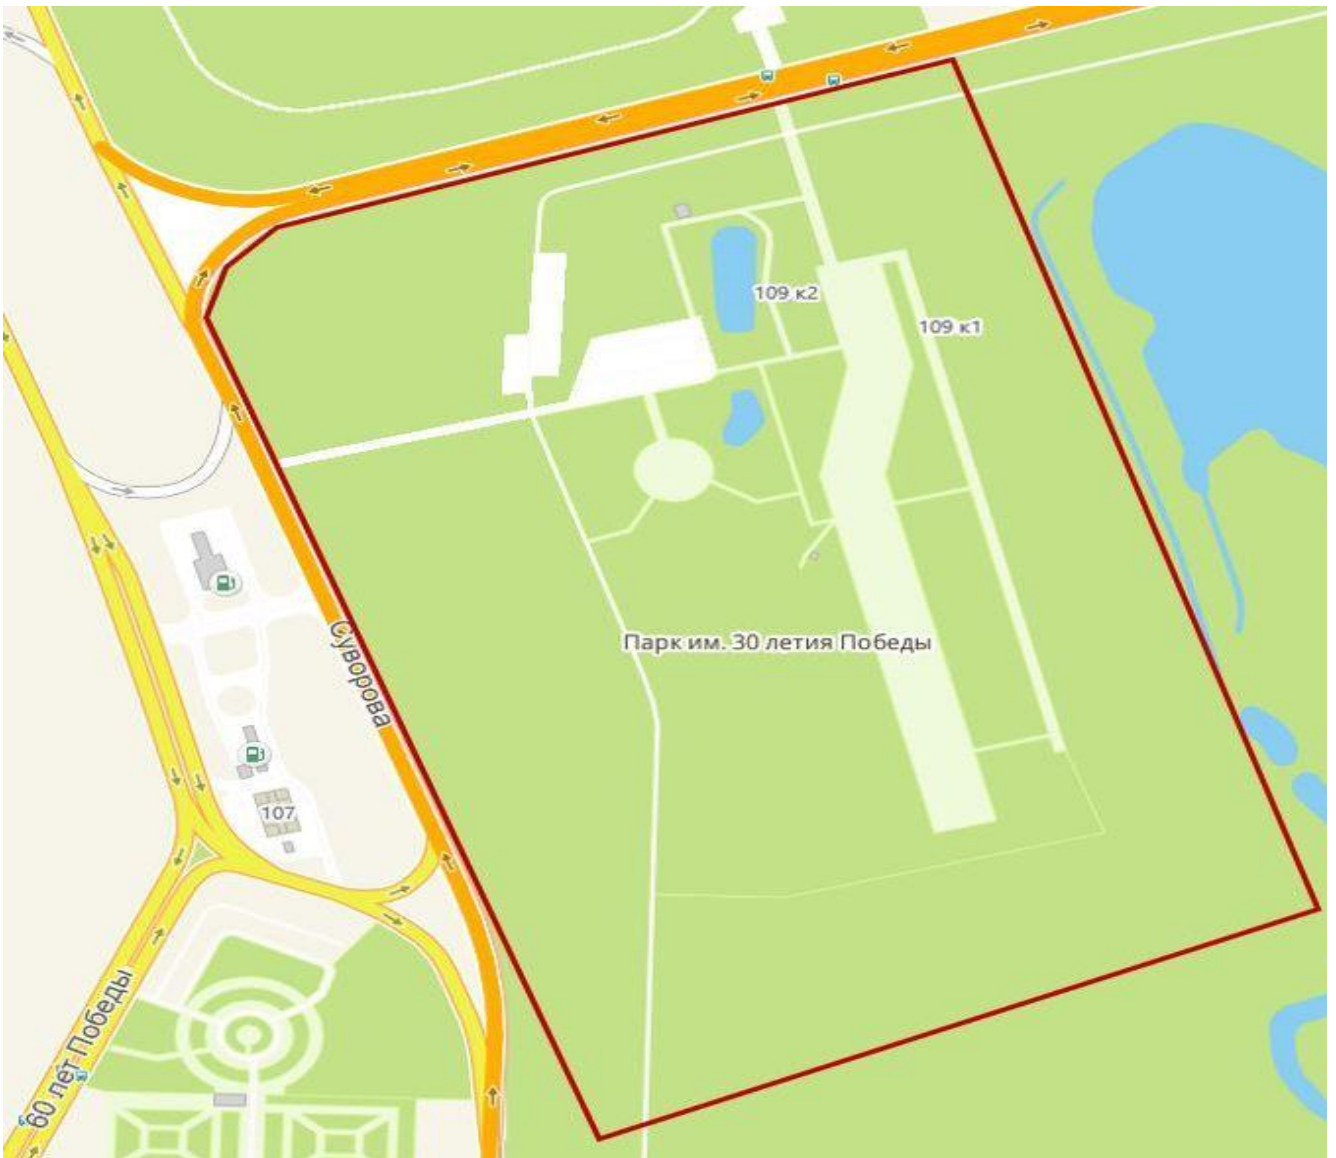 109 к2
109 к1
Парк им. 30 летия Победы
Суворова
107
60 лет Победы